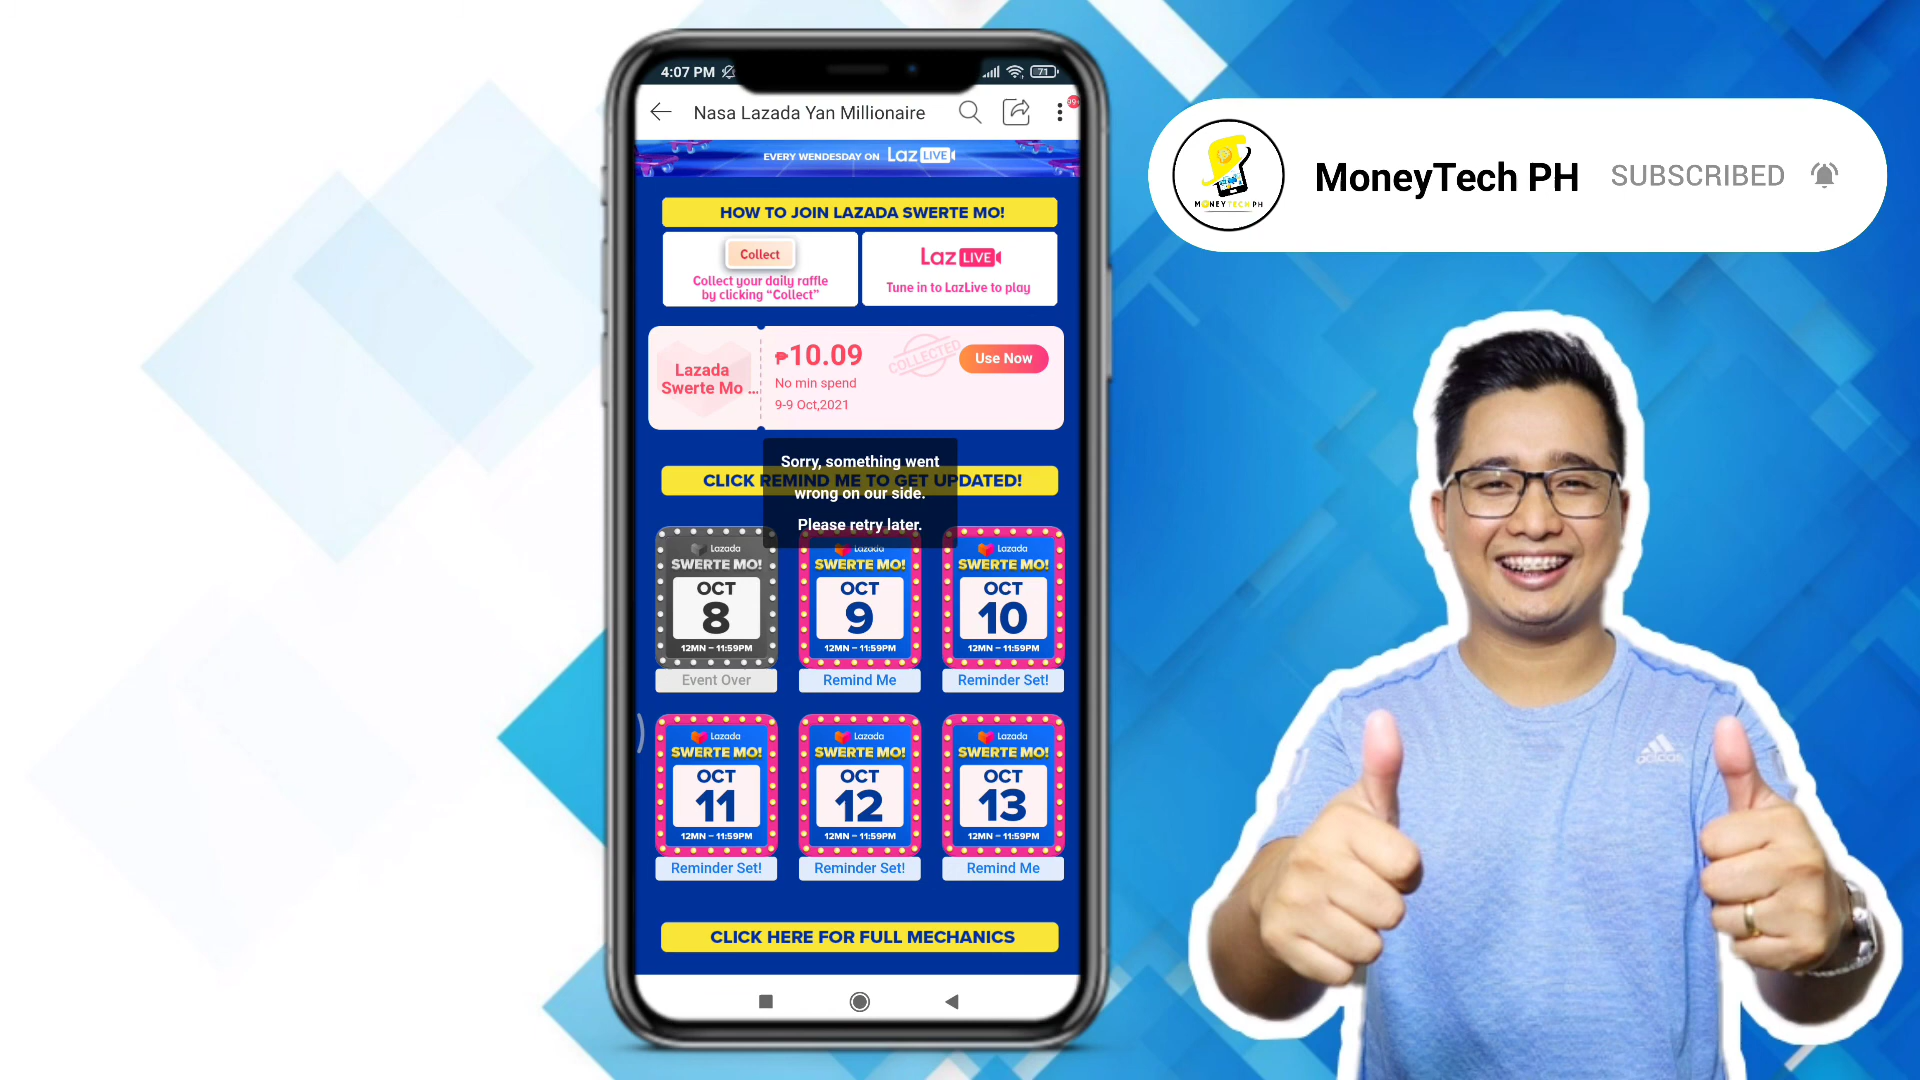 4:07 PM
71
Nasa Lazada Yan Millionaire
99+
EVERY WENDESDAY ON Laz LIVE
HOW TO JOIN LAZADA SWERTE MO!
Collect
Collect your daily raffle
by clicking “Collect”
Laz LIVE
Tune in to LazLive to play
Lazada
Swerte Mo ...
₱10.09
No min spend
9-9 Oct,2021
COLLECTED
Use Now
CLICK REMIND ME TO GET UPDATED!
Sorry, something went
wrong on our side.
Please retry later.
Lazada
SWERTE MO!
OCT
8
12MN – 11:59PM
Event Over
Lazada
SWERTE MO!
OCT
9
12MN – 11:59PM
Remind Me
Lazada
SWERTE MO!
OCT
10
12MN – 11:59PM
Reminder Set!
Lazada
SWERTE MO!
OCT
11
12MN – 11:59PM
Reminder Set!
Lazada
SWERTE MO!
OCT
12
12MN – 11:59PM
Reminder Set!
Lazada
SWERTE MO!
OCT
13
12MN – 11:59PM
Remind Me
CLICK HERE FOR FULL MECHANICS
MONEYTECH PH
MoneyTech PH SUBSCRIBED
adidas